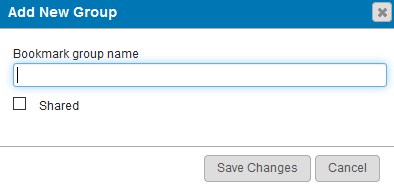 Add New Group
Bookmark group name
Shared
Save Changes Cancel